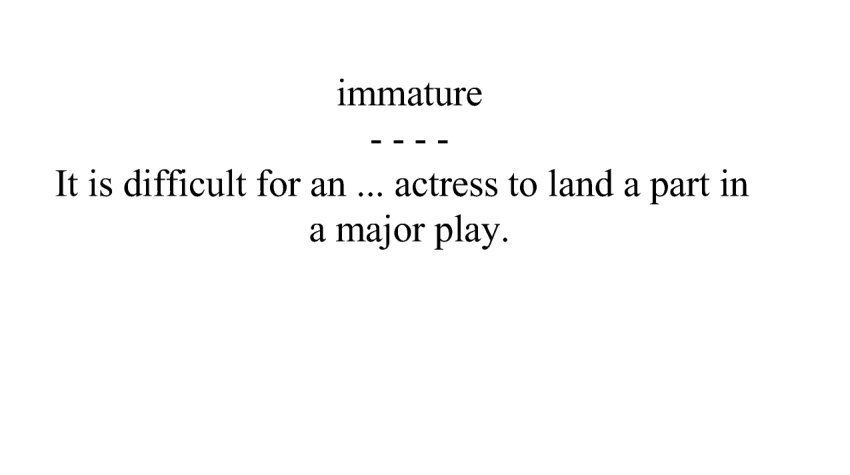 immature
- - - -
It is difficult for an ... actress to land a part in
a major play.